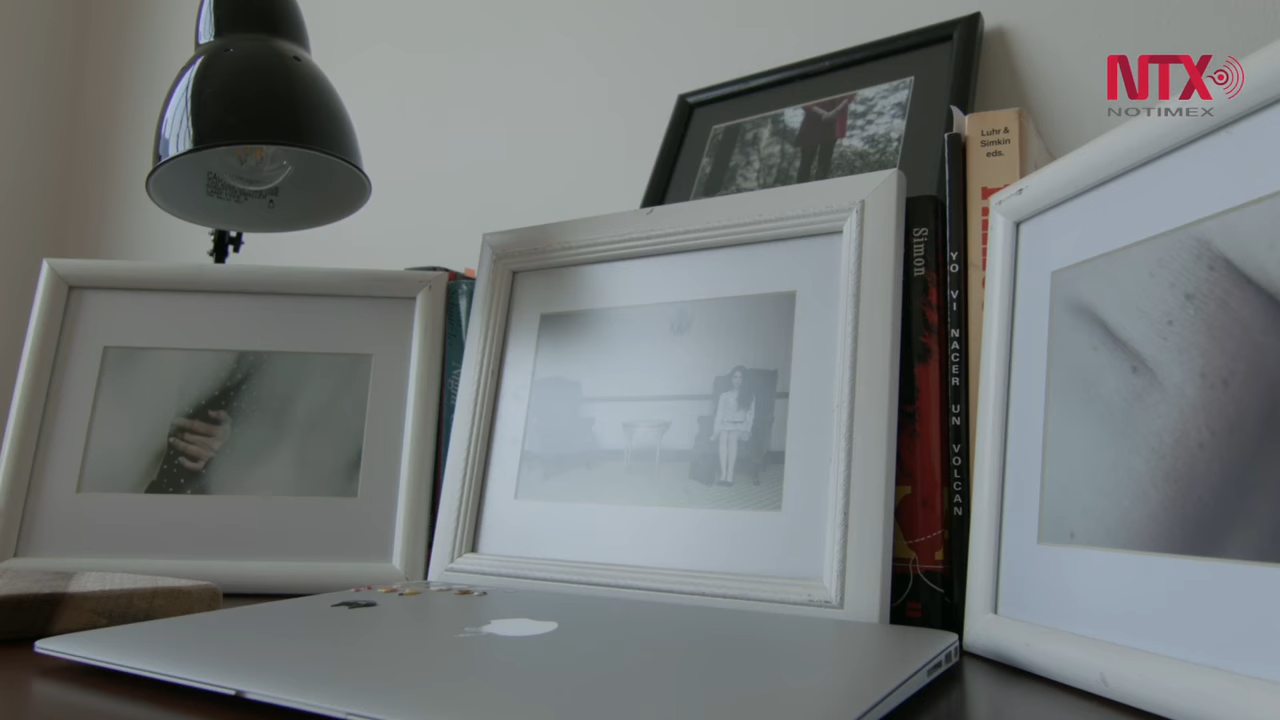 NTX
NOTIMEX
Luhr &
Simkin
eds.
Simon
YO VI NACER UN VOLCAN